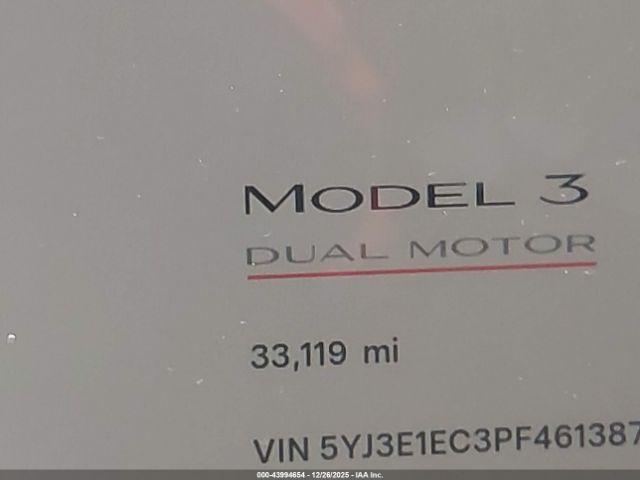 MODEL 3
DUAL MOTOR
33,119 mi
VIN 5YJ3E1EC3PF461387
000-43994654 - 12/26/2025 - IAA Inc.